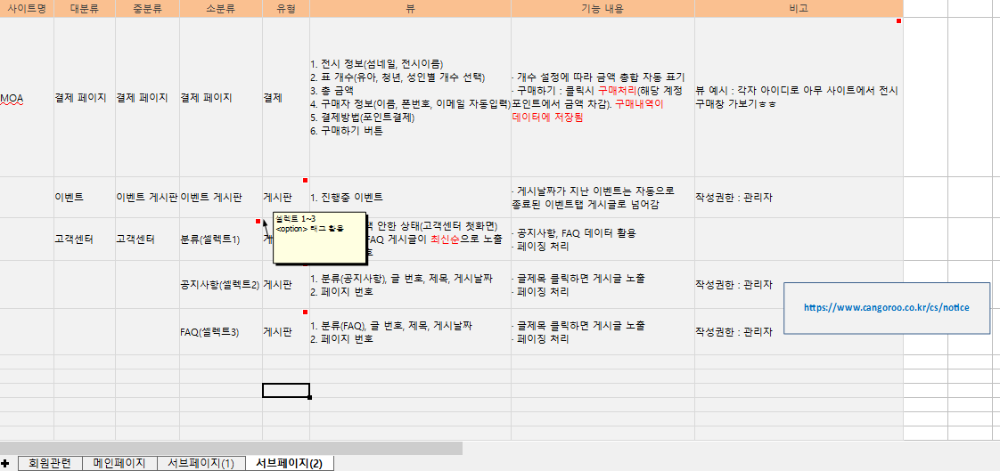 사이트명 대분류 중분류 소분류 유형 뷰 기능 내용 비고
MOA 결제 페이지 결제 페이지 결제 페이지 결제
1. 전시 정보(섬네일, 전시이름)
2. 표 개수(유아, 청년, 성인별 개수 선택)
3. 총 금액
4. 구매자 정보(이름, 폰번호, 이메일 자동입력)
5. 결제방법(포인트결제)
6. 구매하기 버튼
- 개수 설정에 따라 금액 총합 자동 표기
- 구매하기 : 클릭시 구매처리(해당 계정
포인트에서 금액 차감). 구매내역이
데이터에 저장됨
뷰 예시 : 각자 아이디로 아무 사이트에서 전시
구매창 가보기ㅎㅎ
이벤트 이벤트 게시판 이벤트 게시판 게시판
1. 진행중 이벤트
- 게시날짜가 지난 이벤트는 자동으로
종료된 이벤트탭 게시글로 넘어감
작성권한 : 관리자
고객센터 고객센터 분류(셀렉트1)
셀렉트 1~3
<option> 태그 활용
안한 상태(고객센터 첫화면)
FAQ 게시글이 최신순으로 노출
- 공지사항, FAQ 데이터 활용
- 페이징 처리
공지사항(셀렉트2) 게시판
1. 분류(공지사항), 글 번호, 제목, 게시날짜
2. 페이지 번호
- 글제목 클릭하면 게시글 노출
- 페이징 처리
작성권한 : 관리자
https://www.cangoroo.co.kr/cs/notice
FAQ(셀렉트3) 게시판
1. 분류(FAQ), 글 번호, 제목, 게시날짜
2. 페이지 번호
- 글제목 클릭하면 게시글 노출
- 페이징 처리
작성권한 : 관리자
회원관련 메인페이지 서브페이지(1) 서브페이지(2)